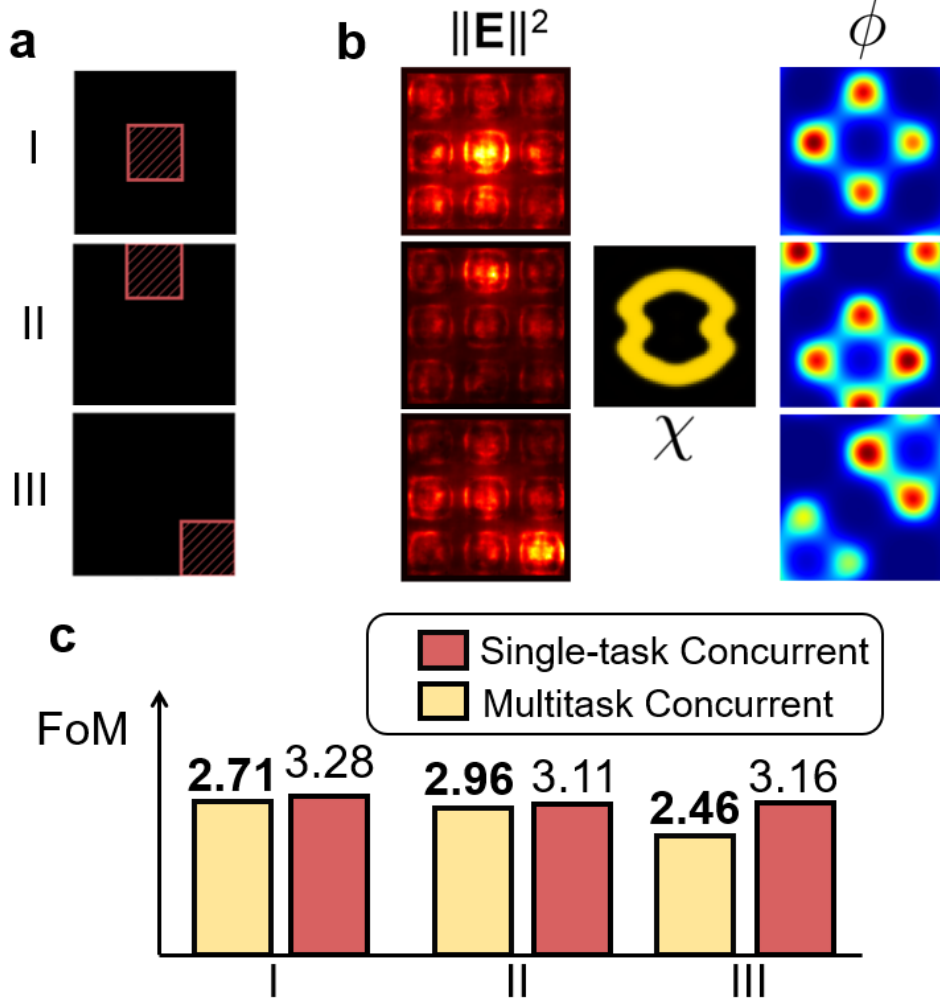 a
b
‖E‖²
ϕ
I
II
III
χ
c
Single-task Concurrent
Multitask Concurrent
FoM
2.71
3.28
2.96
3.11
2.46
3.16
I
II
III